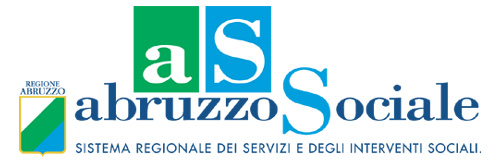 aS
REGIONE
ABRUZZO
abruzzoSociale
SISTEMA REGIONALE DEI SERVIZI E DEGLI INTERVENTI SOCIALI.